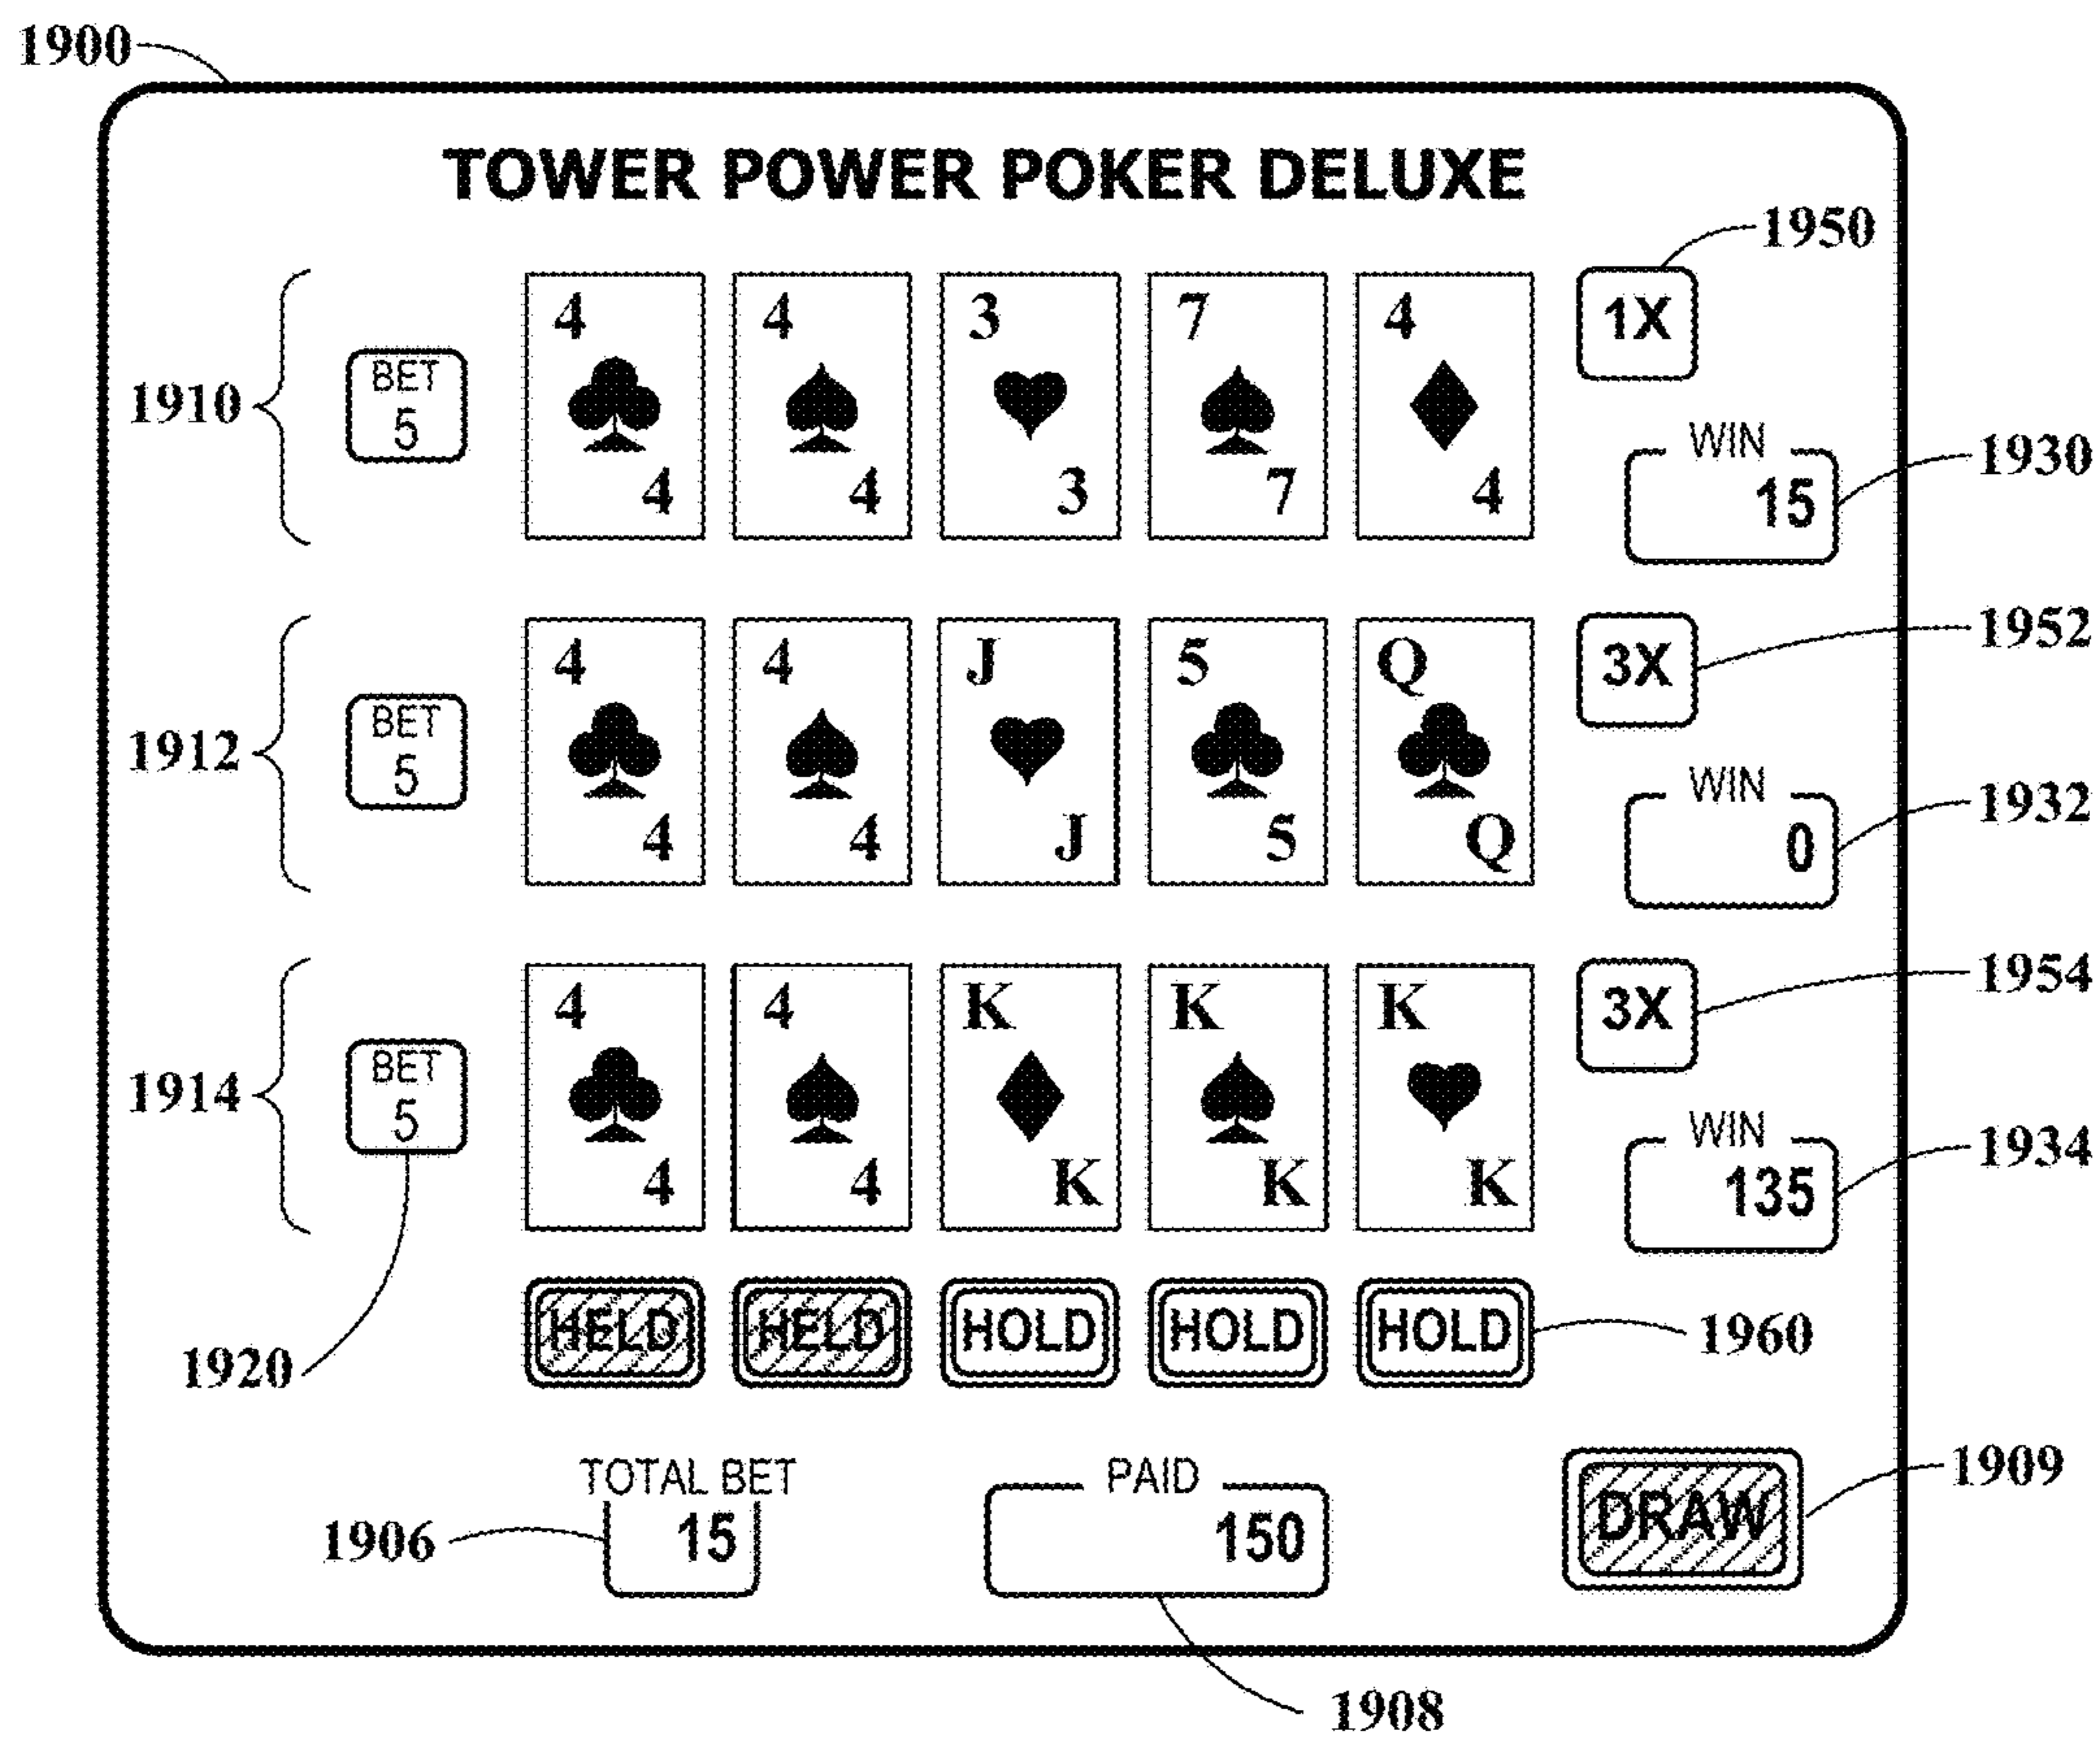 1900
TOWER POWER POKER DELUXE
1950
4 4 3 7 4
1X
BET
5
1910
WIN
15
1930
4 4 3 7 4
4 4 J 5 Q
3X
1952
BET
5
1912
WIN
0
1932
4 4 J 5 Q
4 4 K K K
3X
1954
BET
5
1914
WIN
135
1934
4 4 K K K
HELD HELD HOLD HOLD HOLD
1960
1920
TOTAL BET
15
1906
PAID
150
DRAW
1909
1908